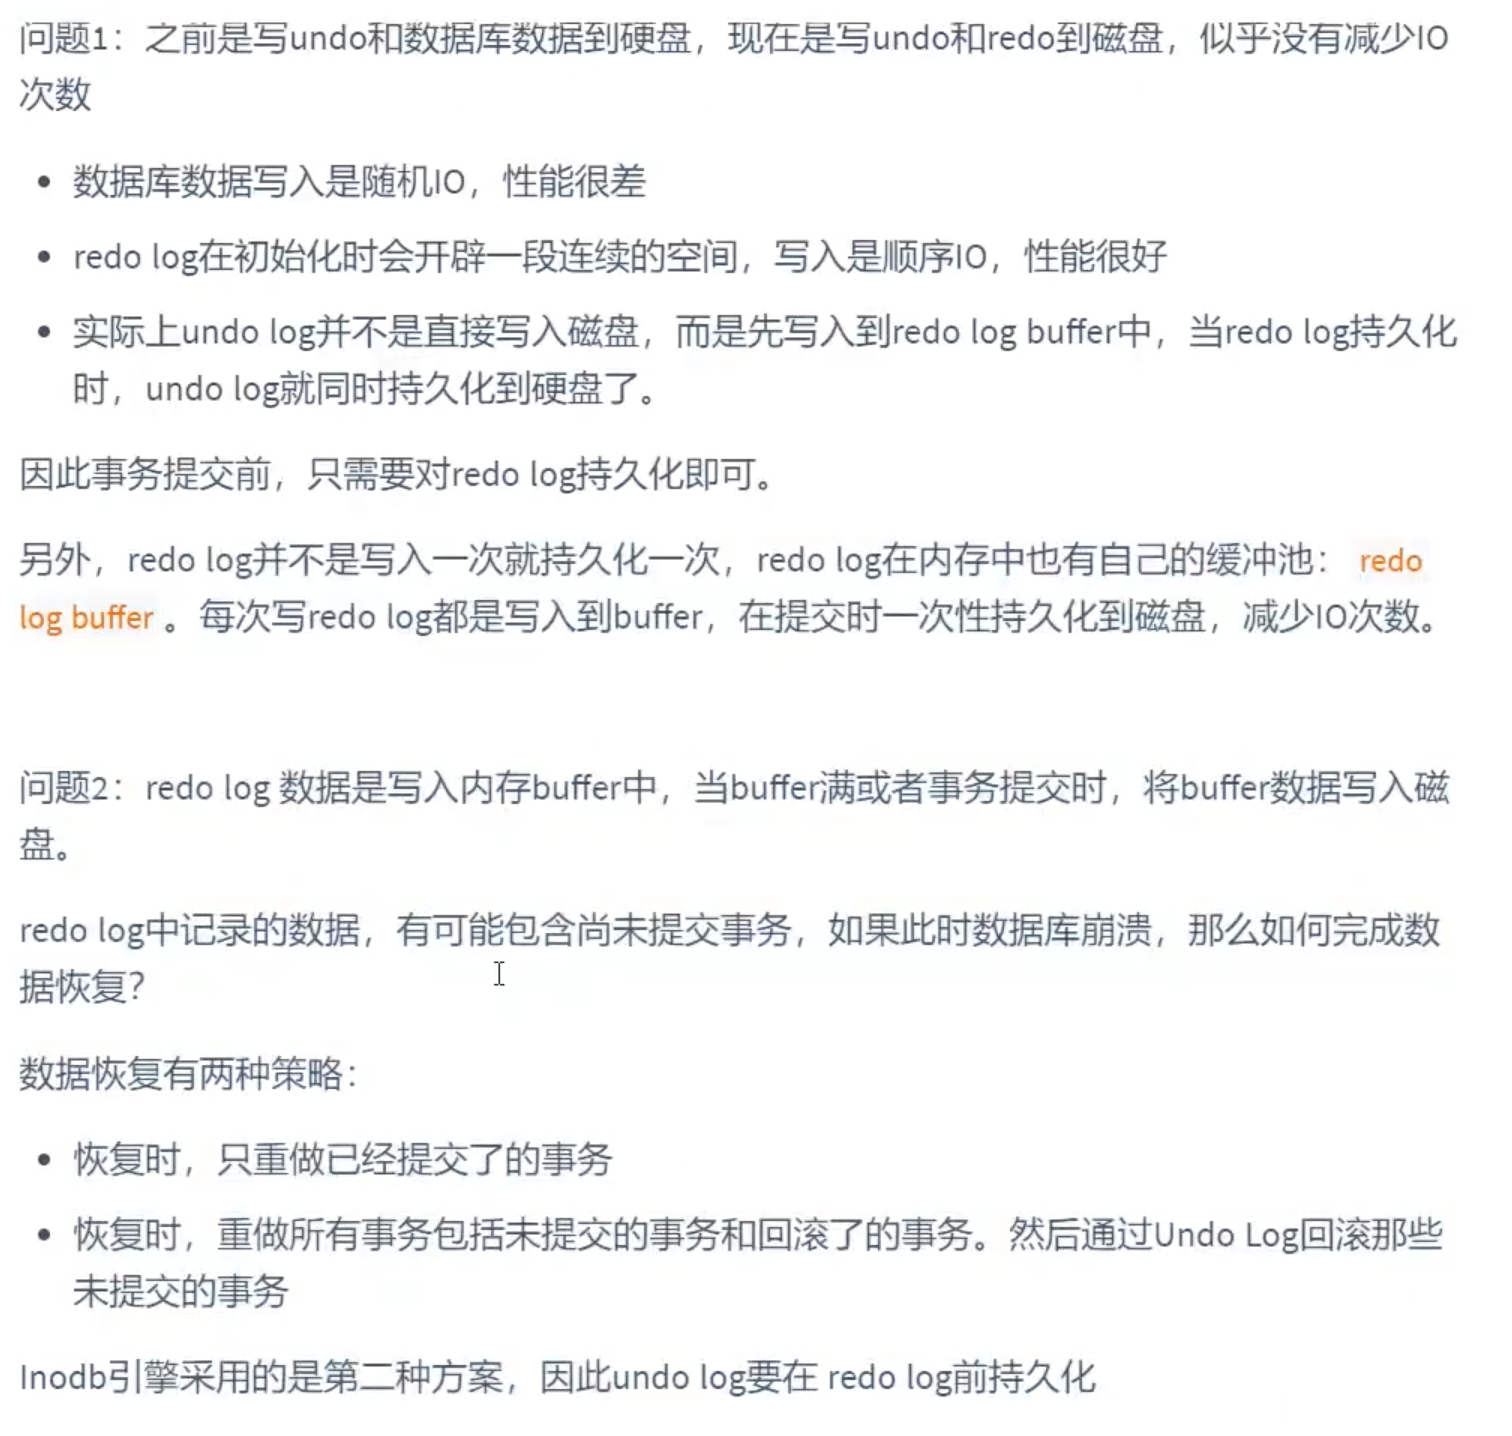 问题1：之前是写undo和数据库数据到硬盘，现在是写undo和redo到磁盘，似乎没有减少IO
次数
数据库数据写入是随机IO，性能很差
redo log在初始化时会开辟一段连续的空间，写入是顺序IO，性能很好
实际上undo log并不是直接写入磁盘，而是先写入到redo log buffer中，当redo log持久化
时，undo log就同时持久化到硬盘了。
因此事务提交前，只需要对redo log持久化即可。
另外，redo log并不是写入一次就持久化一次，redo log在内存中也有自己的缓冲池：redo
log buffer。每次写redo log都是写入到buffer，在提交时一次性持久化到磁盘，减少IO次数。
问题2：redo log 数据是写入内存buffer中，当buffer满或者事务提交时，将buffer数据写入磁
盘。
redo log中记录的数据，有可能包含尚未提交事务，如果此时数据库崩溃，那么如何完成数
据恢复？
数据恢复有两种策略：
恢复时，只重做已经提交了的事务
恢复时，重做所有事务包括未提交的事务和回滚了的事务。然后通过Undo Log回滚那些
未提交的事务
Inodb引擎采用的是第二种方案，因此undo log要在 redo log前持久化